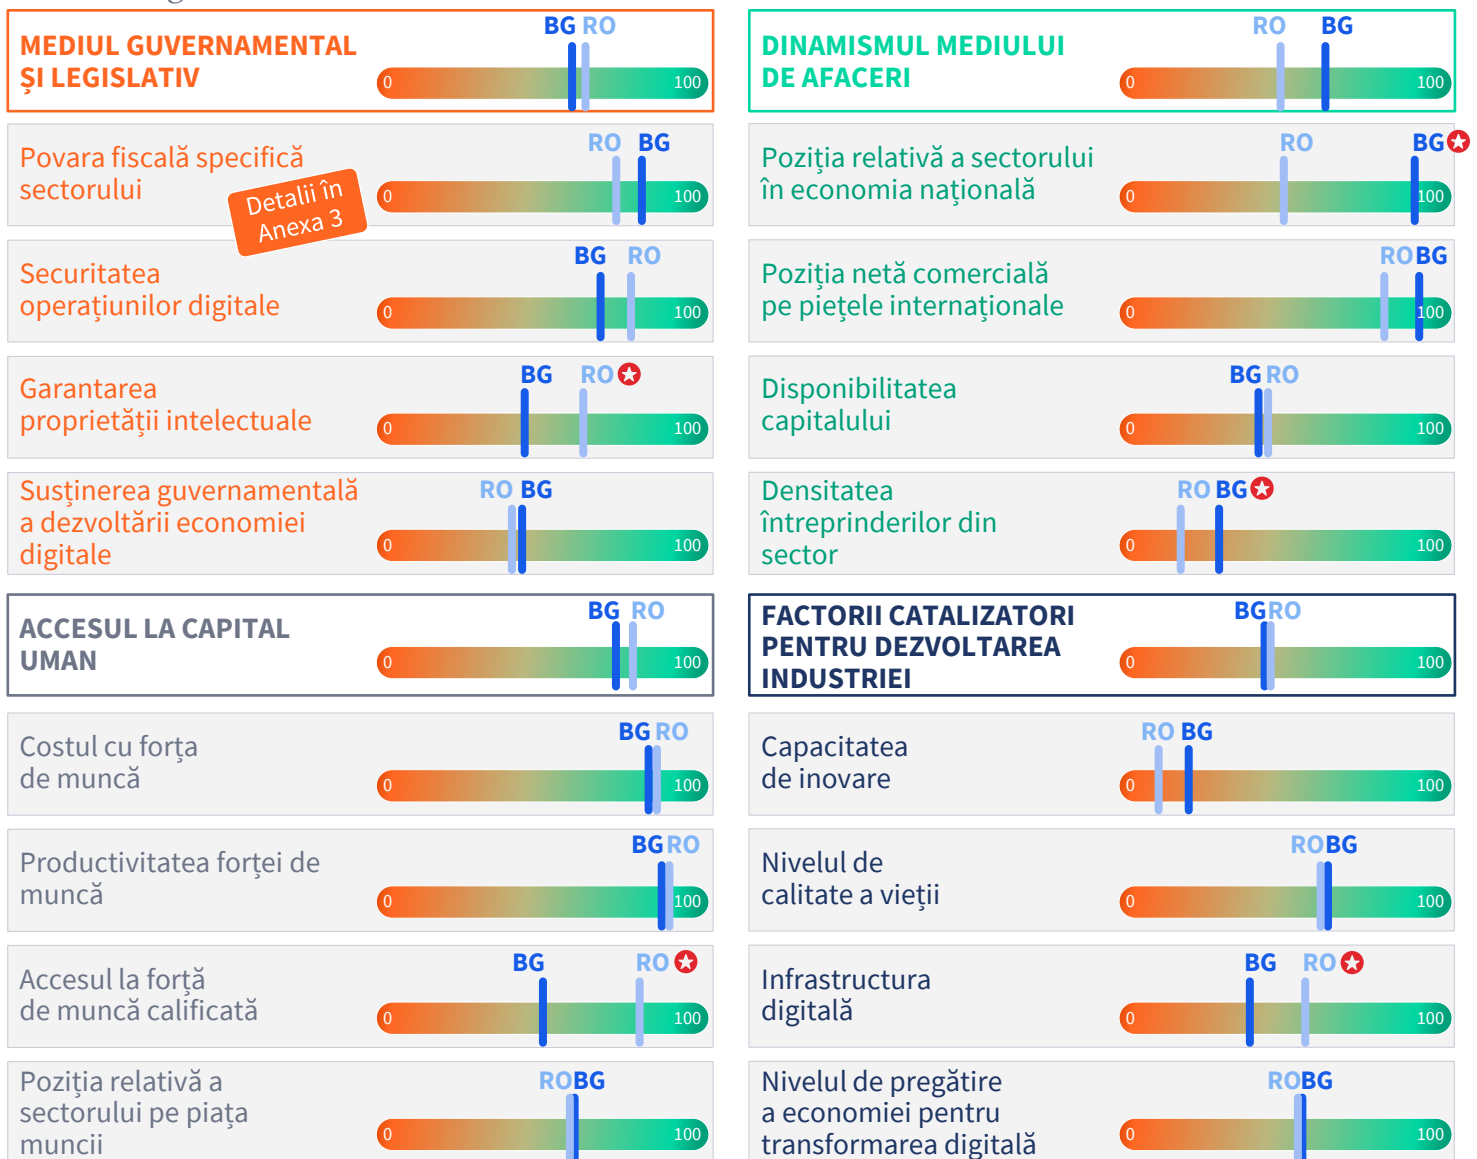 MEDIUL GUVERNAMENTAL
ȘI LEGISLATIV
BG RO
0 100
Povara fiscală specifică
sectorului
Detalii în
Anexa 3
RO BG
0 100
Securitatea
operațiunilor digitale
BG RO
0 100
Garantarea
proprietății intelectuale
BG RO
0 100
Susținerea guvernamentală
a dezvoltării economiei
digitale
RO BG
0 100
DINAMISMUL MEDIULUI
DE AFACERI
RO BG
0 100
Poziția relativă a sectorului
în economia națională
RO BG
0 100
Poziția netă comercială
pe piețele internaționale
RO BG
0 100
Disponibilitatea
capitalului
BG RO
0 100
Densitatea
întreprinderilor din
sector
RO BG
0 100
ACCESUL LA CAPITAL
UMAN
BG RO
0 100
Costul cu forța
de muncă
BG RO
0 100
Productivitatea forței de
muncă
BG RO
0 100
Accesul la forță
de muncă calificată
BG RO
0 100
Poziția relativă a
sectorului pe piața
muncii
RO BG
0 100
FACTORII CATALIZATORI
PENTRU DEZVOLTAREA
INDUSTRIEI
BG RO
0 100
Capacitatea
de inovare
RO BG
0 100
Nivelul de
calitate a vieții
RO BG
0 100
Infrastructura
digitală
BG RO
0 100
Nivelul de pregătire
a economiei pentru
transformarea digitală
RO BG
0 100